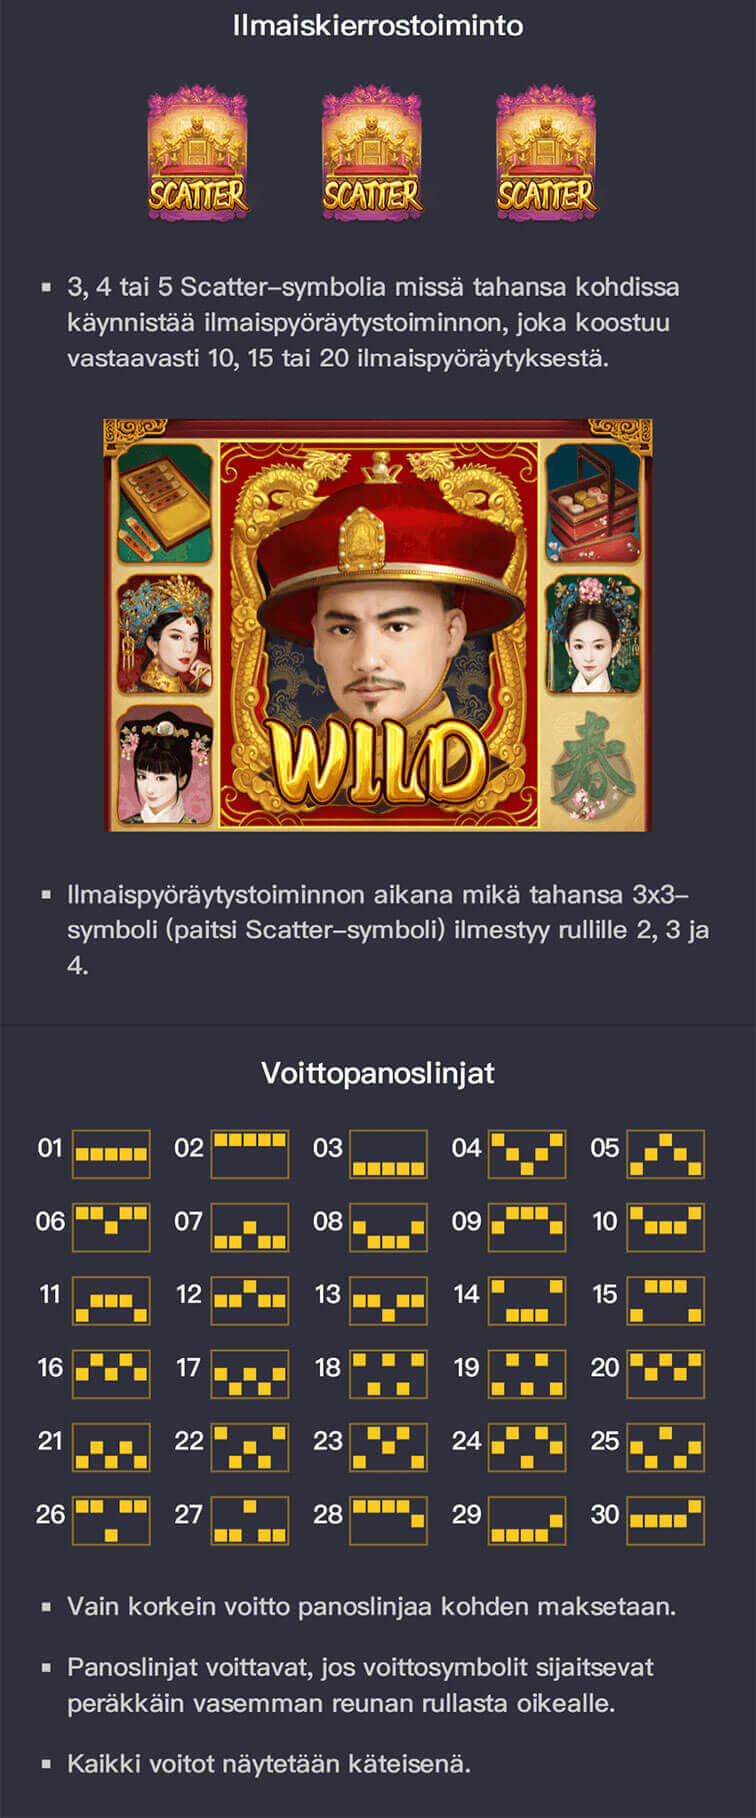 Ilmaiskierrostoiminto
SCATTER SCATTER SCATTER
▪ 3, 4 tai 5 Scatter–symbolia missä tahansa kohdissa
käynnistää ilmaispyöräytystoiminnon, joka koostuu
vastaavasti 10, 15 tai 20 ilmaispyöräytyksestä.
春
WILD
▪ Ilmaispyöräytystoiminnon aikana mikä tahansa 3x3–
symboli (paitsi Scatter–symboli) ilmestyy rullille 2, 3 ja
4.
Voittopanoslinjat
01 02 03 04 05
06 07 08 09 10
11 12 13 14 15
16 17 18 19 20
21 22 23 24 25
26 27 28 29 30
▪ Vain korkein voitto panoslinjaa kohden maksetaan.
▪ Panoslinjat voittavat, jos voittosymbolit sijaitsevat
peräkkäin vasemman reunan rullasta oikealle.
▪ Kaikki voitot näytetään käteisenä.